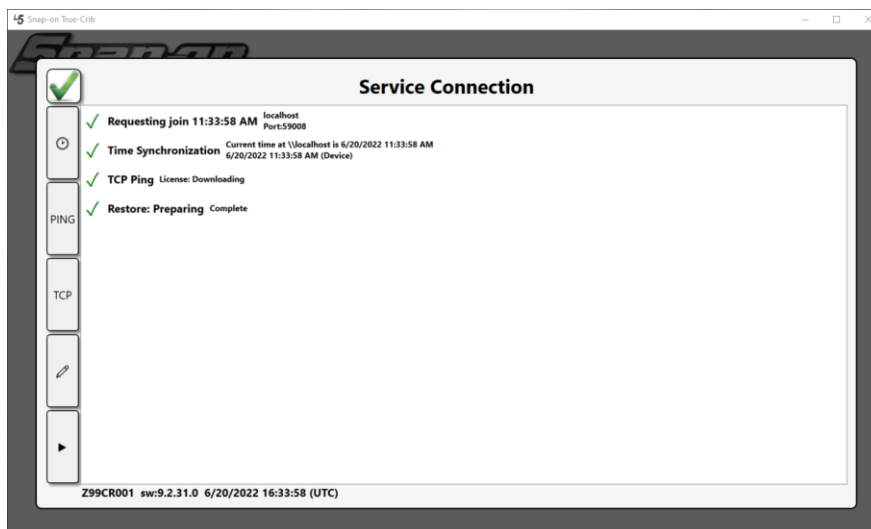 Snap-on True-Crib
Snap-on
Service Connection
Requesting join 11:33:58 AM localhost
Port:59008
Time Synchronization Current time at \\localhost is 6/20/2022 11:33:58 AM
6/20/2022 11:33:58 AM (Device)
TCP Ping License: Downloading
Restore: Preparing Complete
PING
TCP
Z99CR001 sw:9.2.31.0 6/20/2022 16:33:58 (UTC)